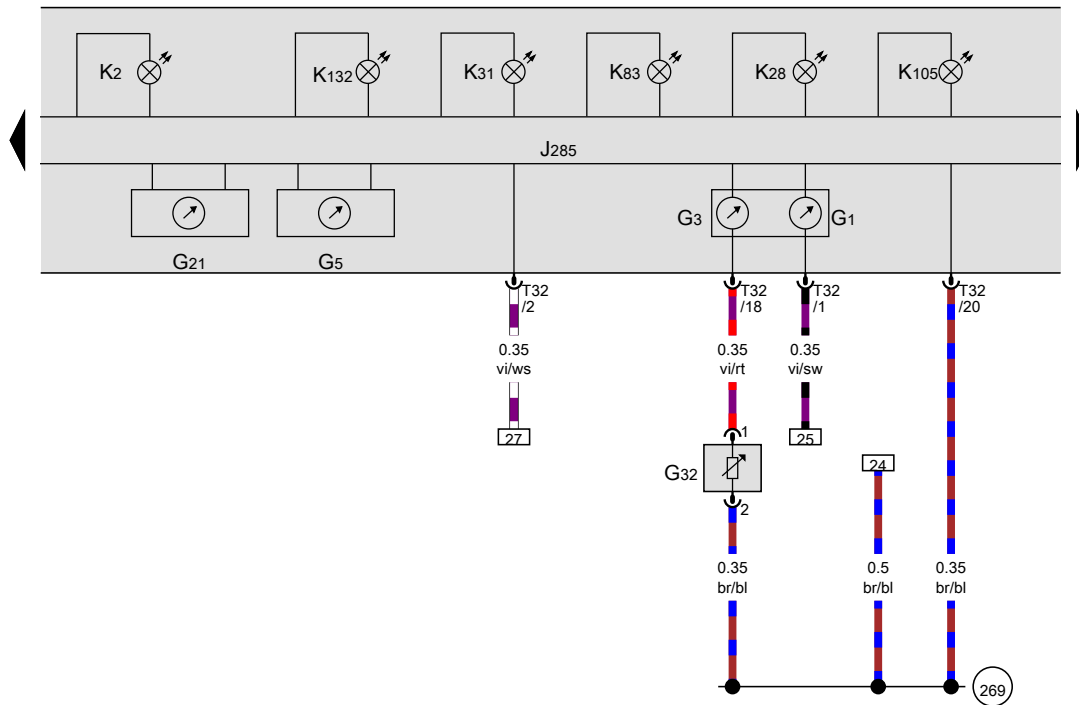 K2
K132
K31
K83
K28
K105
J285
G21
G5
G3
G1
T32
/2
T32
/18
T32
/1
T32
/20
0.35
vi/ws
0.35
vi/rt
0.35
vi/sw
27
1
25
G32
24
2
0.35
br/bl
0.5
br/bl
0.35
br/bl
269